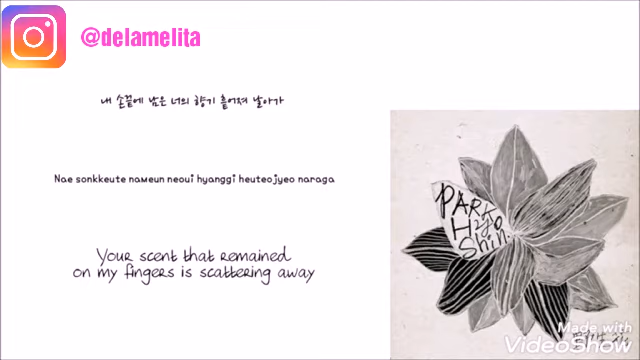 @delamelita
내 손끝에 남은 너의 향기 흩어져 날아가
Nae sonkkeute nameun neoui hyanggi heuteojyeo naraga
Your scent that remained
on my fingers is scattering away
PARK
Hyo
Shin.
Made with
VideoShow